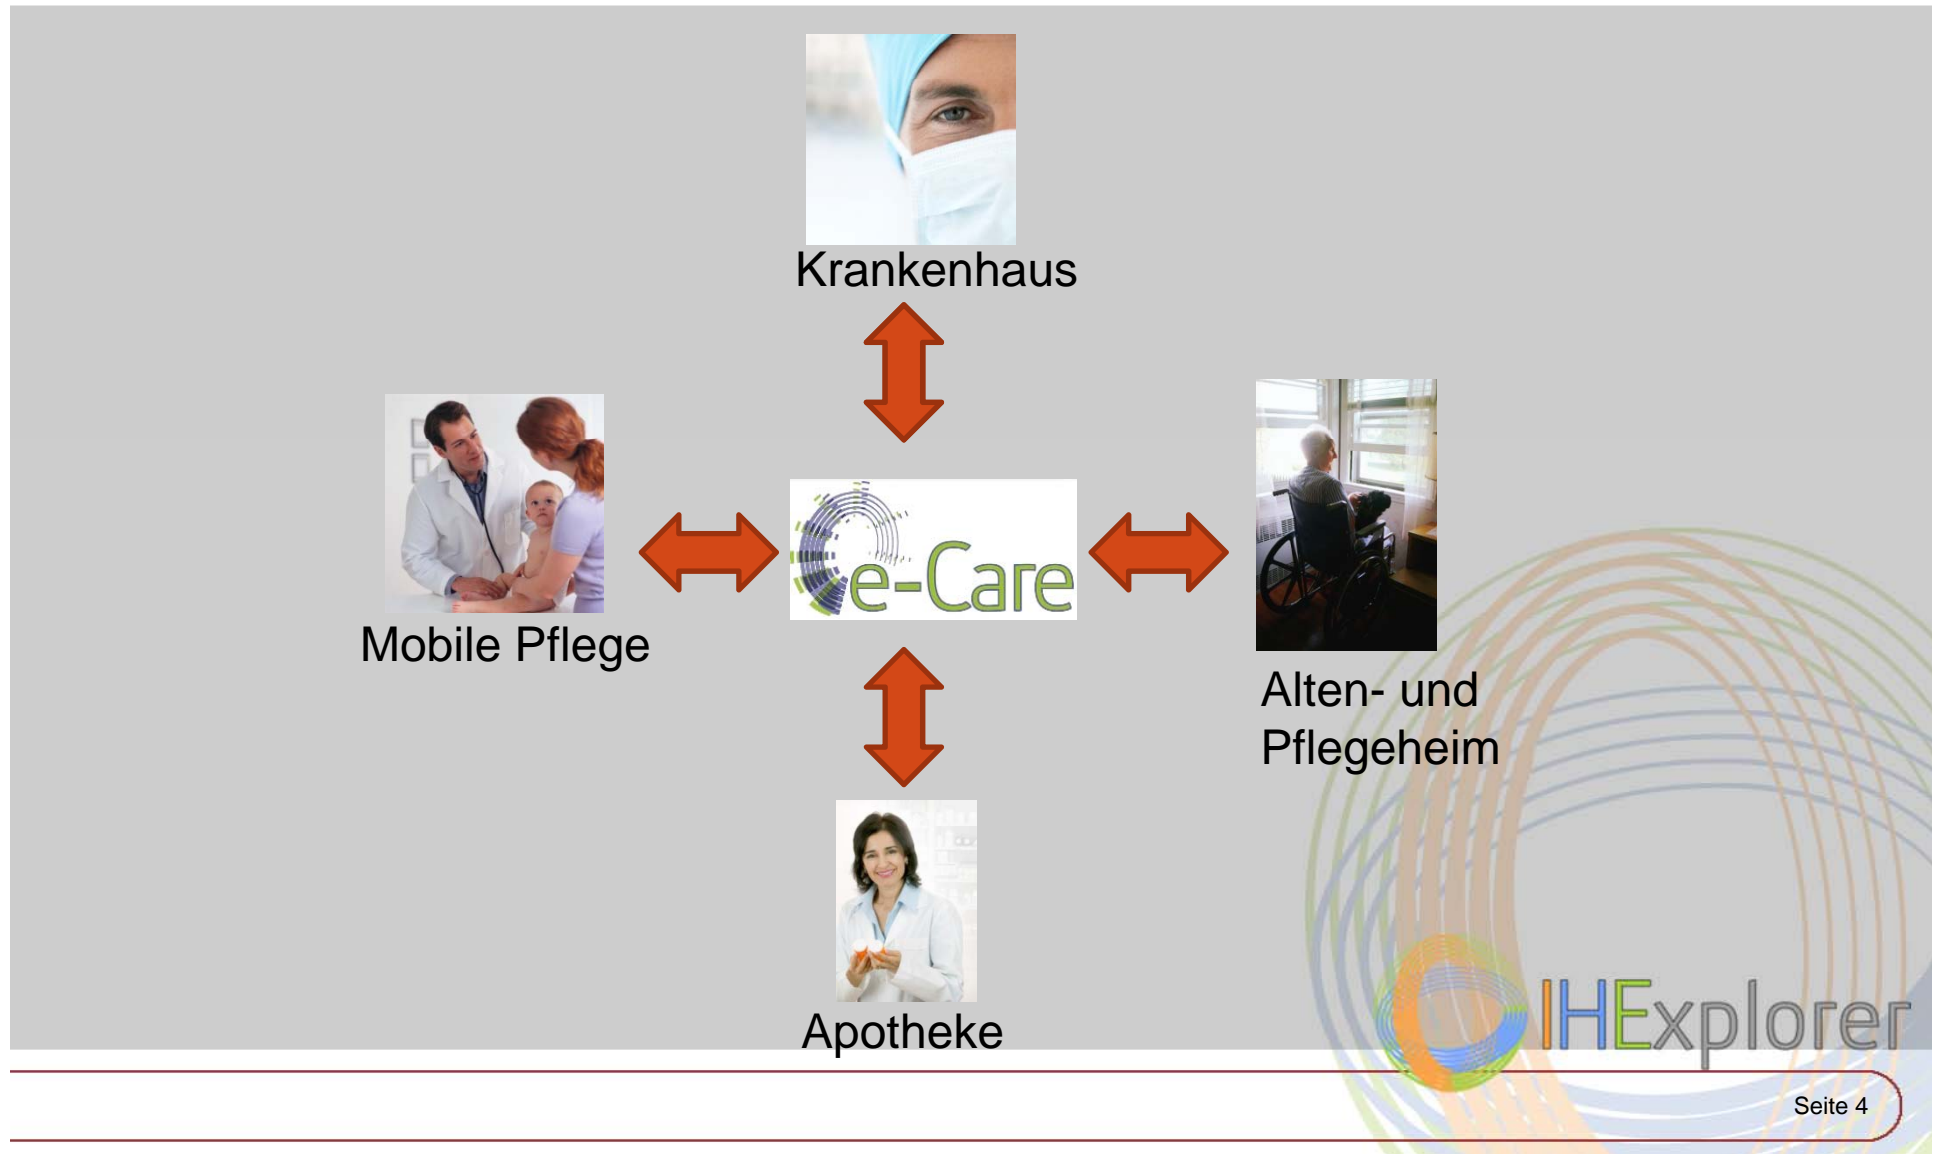 Krankenhaus
Mobile Pflege
e-Care
Alten- und
Pflegeheim
Apotheke
IHExplorer
Seite 4